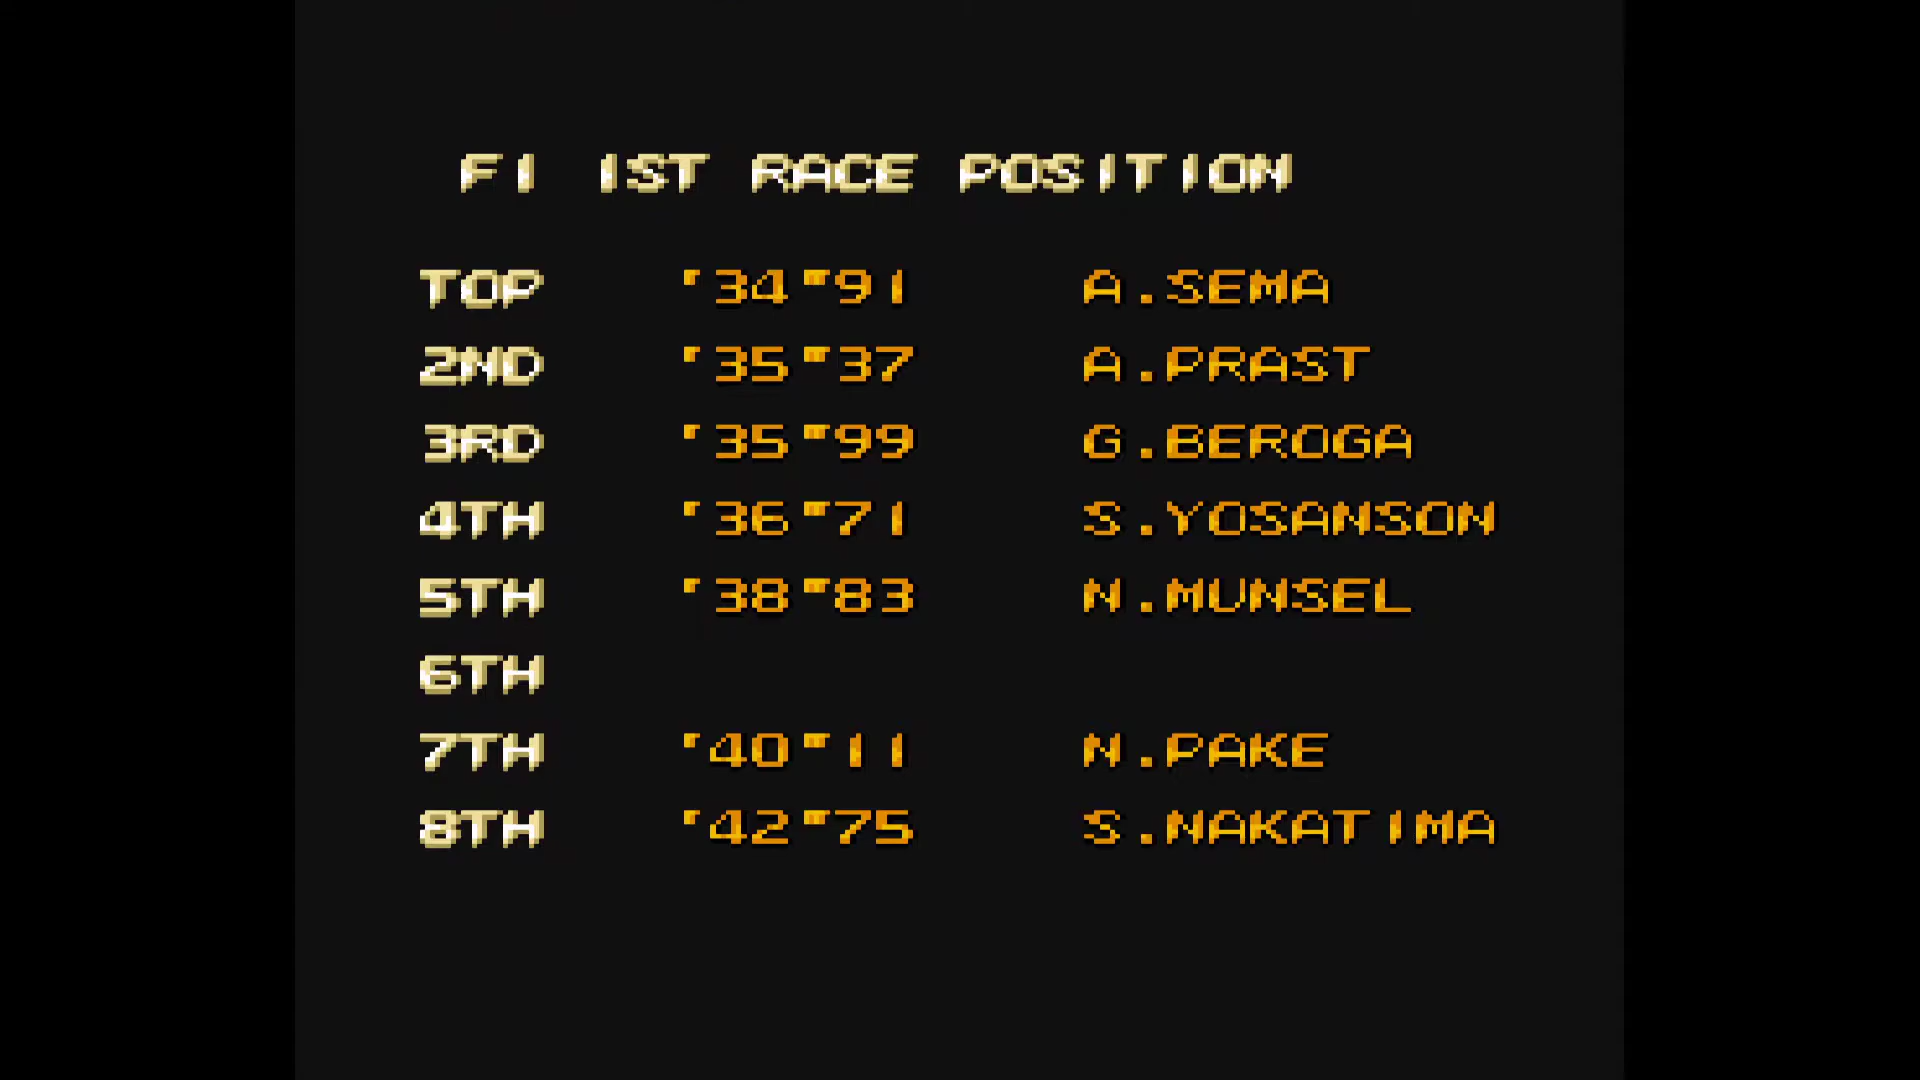 F1 1ST RACE POSITION
TOP '34"91 A.SEMA
2ND '35"37 A.PRAST
3RD '35"99 G.BEROGA
4TH '36"71 S.YOSANSON
5TH '38"83 N.MUNSEL
6TH
7TH '40"11 N.PAKE
8TH '42"75 S.NAKATIMA